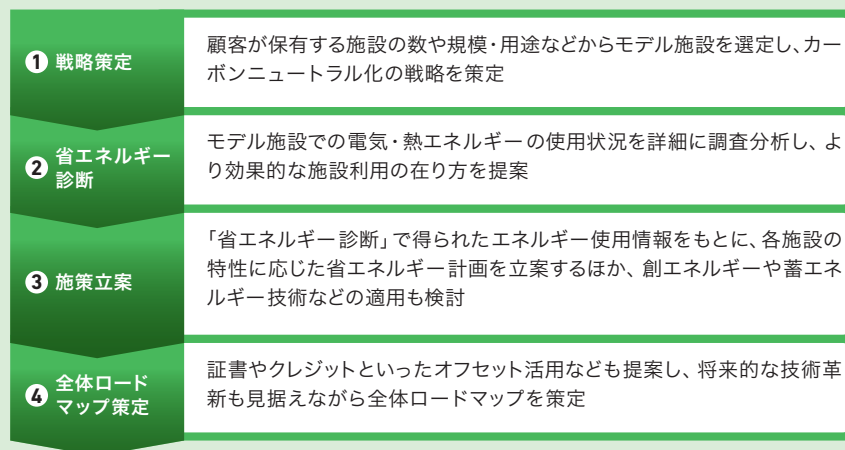 ❶ 戦略策定
顧客が保有する施設の数や規模・用途などからモデル施設を選定し、カー
ボンニュートラル化の戦略を策定
❷ 省エネルギー
診断
モデル施設での電気・熱エネルギーの使用状況を詳細に調査分析し、よ
り効果的な施設利用の在り方を提案
❸ 施策立案
「省エネルギー診断」で得られたエネルギー使用情報をもとに、各施設の
特性に応じた省エネルギー計画を立案するほか、創エネルギーや蓄エネ
ルギー技術などの適用も検討
❹ 全体ロード
マップ策定
証書やクレジットといったオフセット活用なども提案し、将来的な技術革
新も見据えながら全体ロードマップを策定